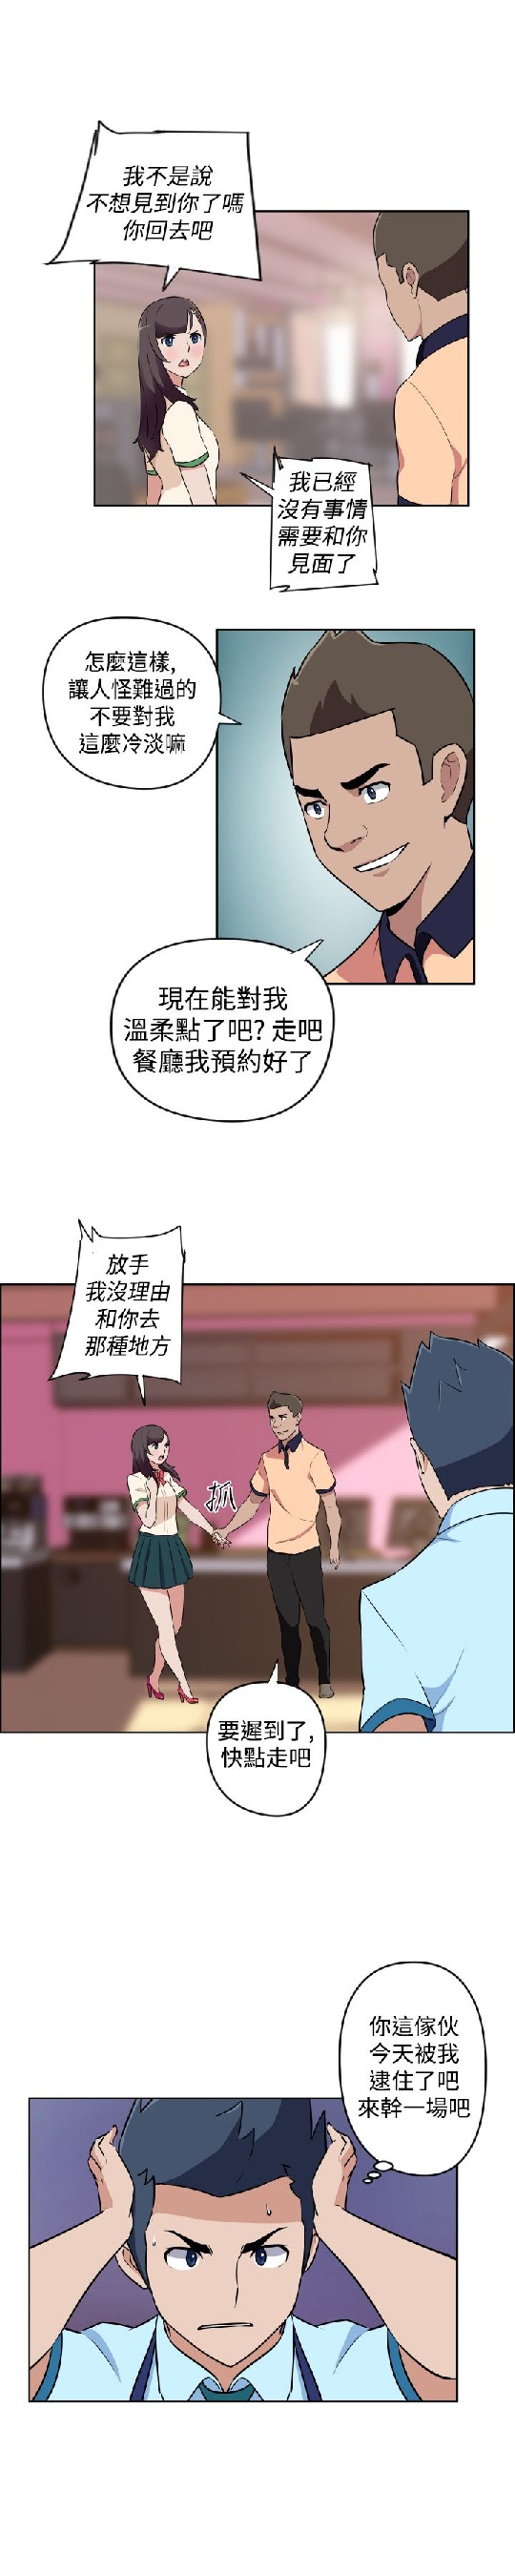 我不是說
不想見到你了嗎
你回去吧
我已經
沒有事情
需要和你
見面了
怎麼這樣,
讓人怪難過的
不要對我
這麼冷淡嘛
現在能對我
溫柔點了吧? 走吧
餐廳我預約好了
放手
我沒理由
和你去
那種地方
抓
要遲到了,
快點走吧
你這傢伙
今天被我
逮住了吧
來幹一場吧